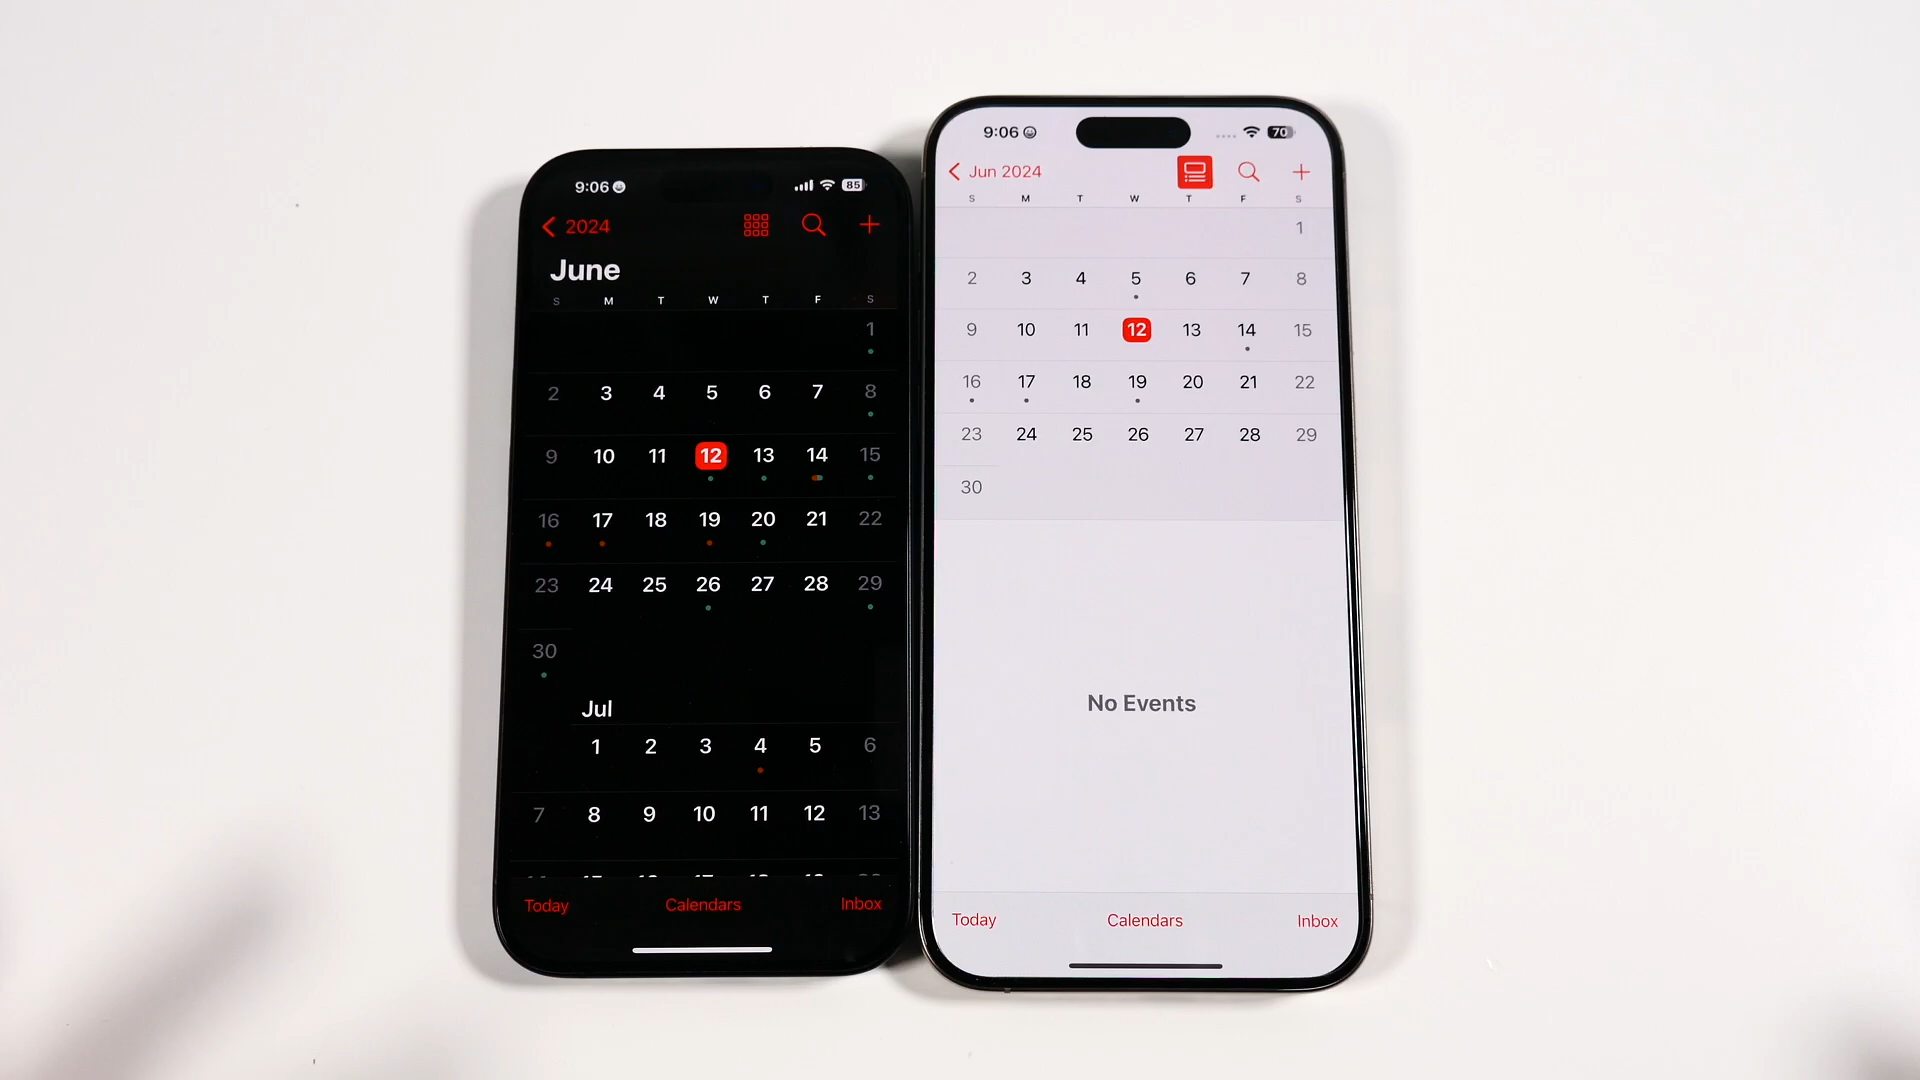 9:06
85
2024
June
S M T W T F S
1
2 3 4 5 6 7 8
9 10 11 12 13 14 15
16 17 18 19 20 21 22
23 24 25 26 27 28 29
30
Jul
1 2 3 4 5 6
7 8 9 10 11 12 13
Today Calendars Inbox
9:06
70
Jun 2024
S M T W T F S
1
2 3 4 5 6 7 8
9 10 11 12 13 14 15
16 17 18 19 20 21 22
23 24 25 26 27 28 29
30
No Events
Today Calendars Inbox